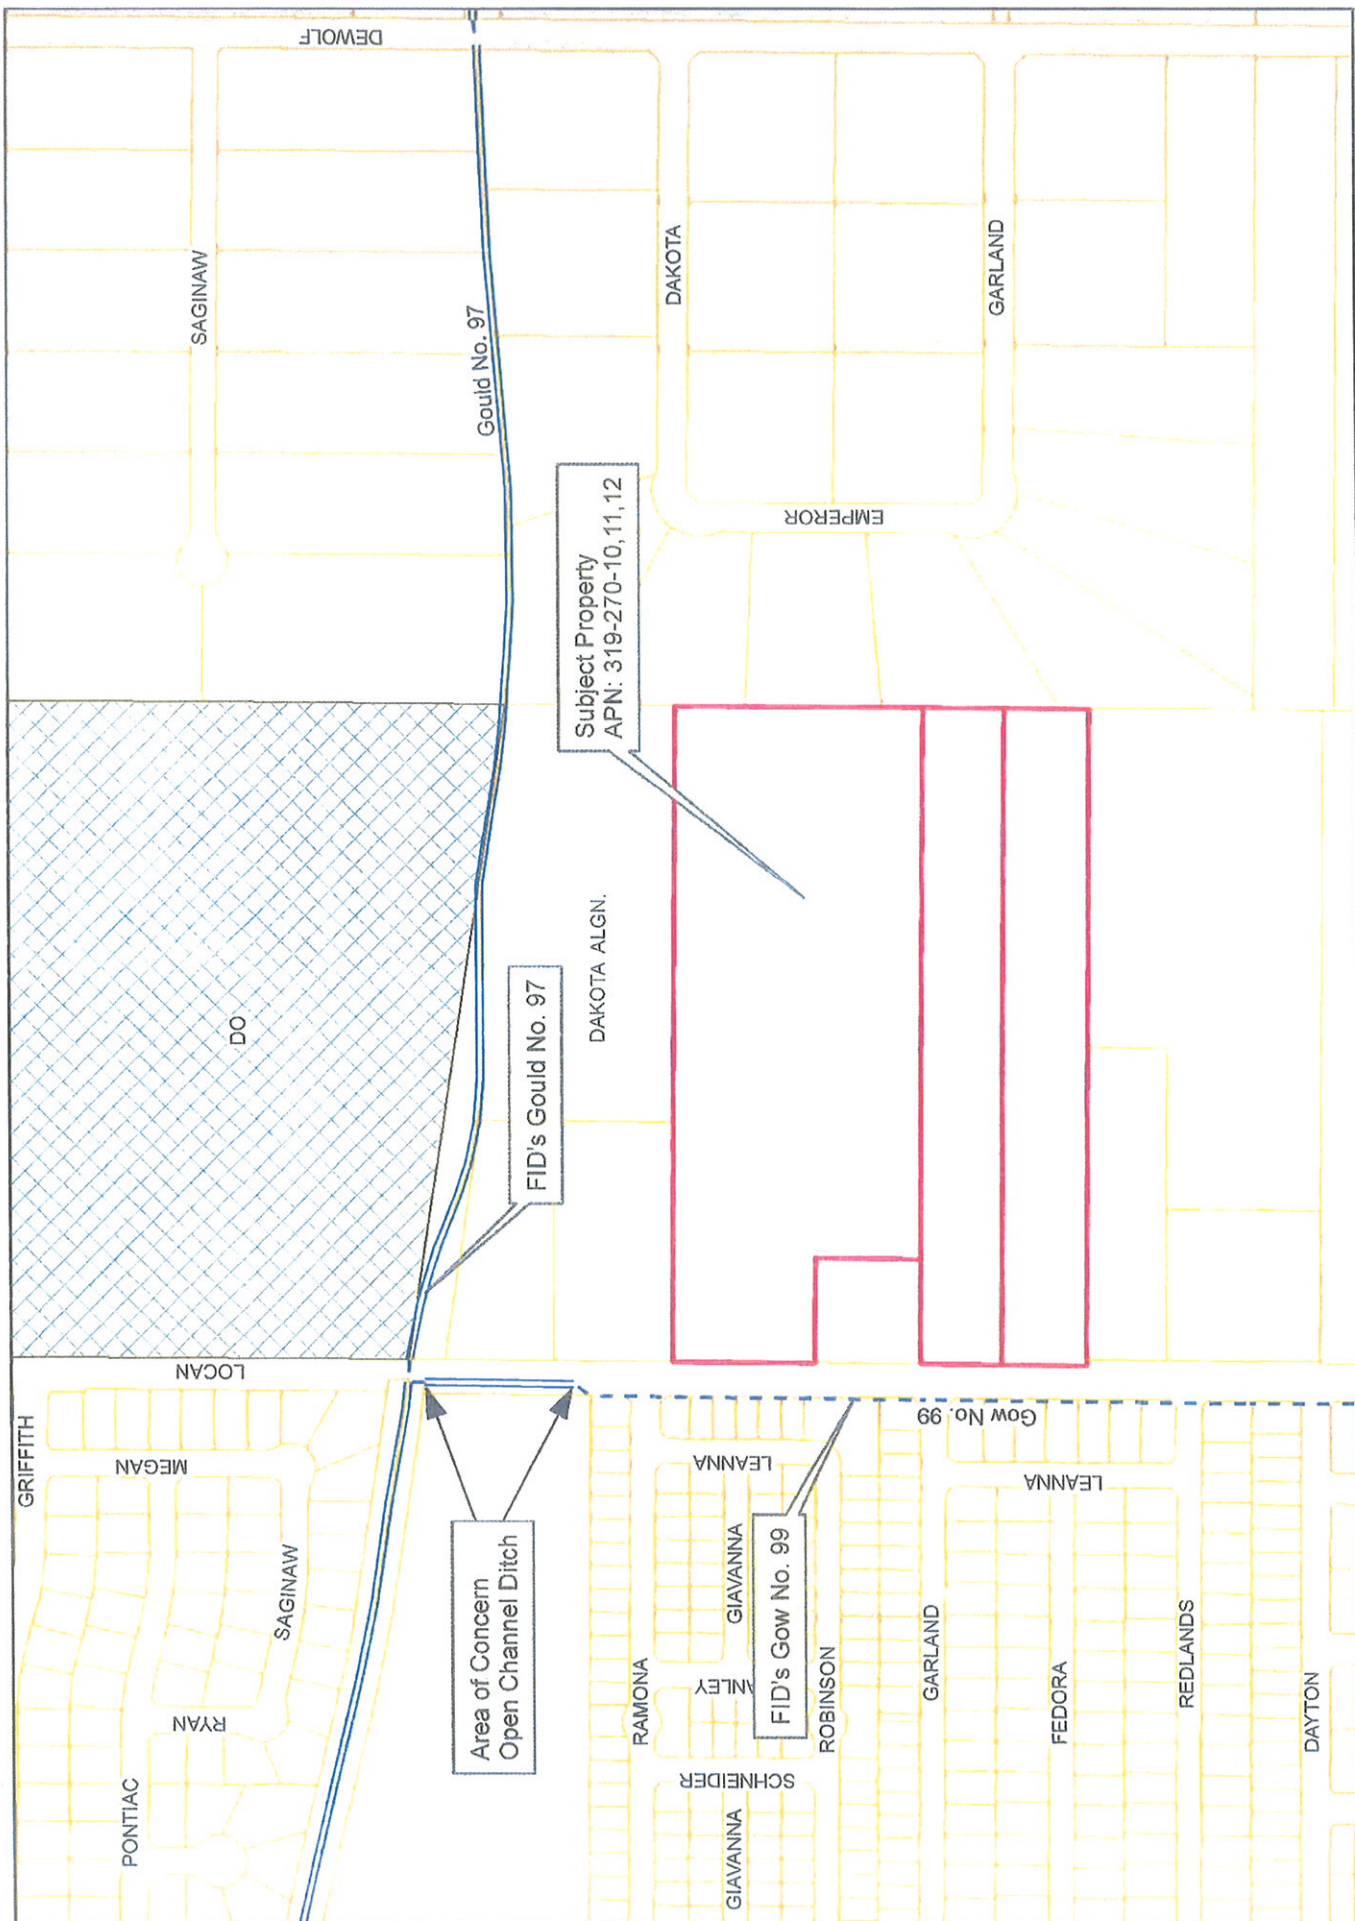 GRIFFITH
PONTIAC
RYAN
MEGAN
SAGINAW
LOCAN
DO
SAGINAW
DEWOLF
Gould No. 97
FID's Gould No. 97
Area of Concern
Open Channel Ditch
DAKOTA ALGN.
Subject Property
APN: 319-270-10,11,12
DAKOTA
EMPEROR
GARLAND
RAMONA
GIAVANNA
SCHNEIDER
ANLEY
GIAVANNA
LEANNA
FID's Gow No. 99
ROBINSON
Gow No. 99
GARLAND
LEANNA
FEDORA
REDLANDS
DAYTON